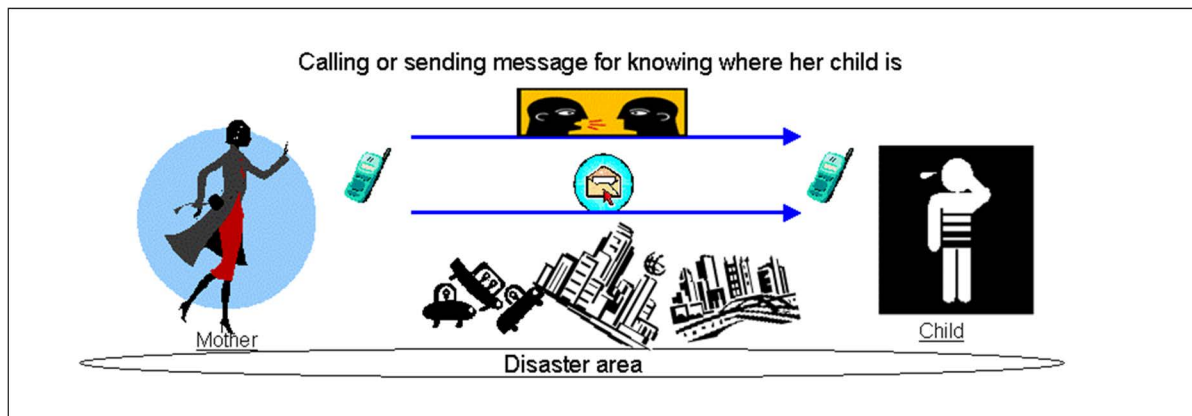 Calling or sending message for knowing where her child is
Mother
Child
Disaster area